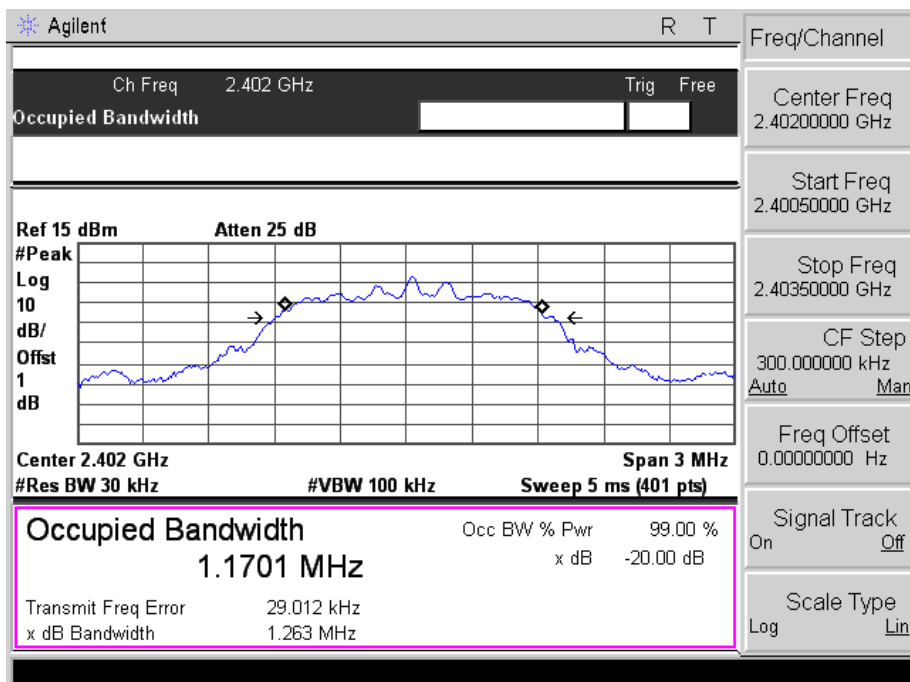 Agilent R T
Freq/Channel
Ch Freq 2.402 GHz Trig Free
Occupied Bandwidth
Center Freq
2.40200000 GHz
Start Freq
2.40050000 GHz
Stop Freq
2.40350000 GHz
CF Step
300.000000 kHz
Auto Man
Freq Offset
0.00000000 Hz
Signal Track
On Off
Scale Type
Log Lin
Ref 15 dBm Atten 25 dB
#Peak
Log
10
dB/
Offst
1
dB
Center 2.402 GHz Span 3 MHz
#Res BW 30 kHz #VBW 100 kHz Sweep 5 ms (401 pts)
Occupied Bandwidth
1.1701 MHz
Occ BW % Pwr 99.00 %
x dB -20.00 dB
Transmit Freq Error 29.012 kHz
x dB Bandwidth 1.263 MHz